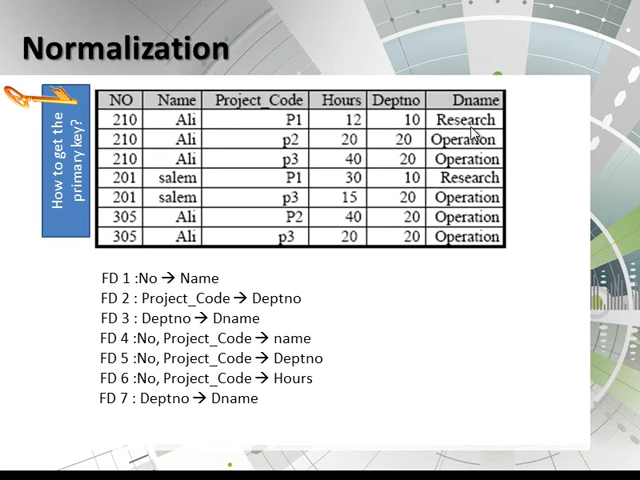 Normalization
How to get the
primary key?
NO Name Project_Code Hours Deptno Dname
210 Ali P1 12 10 Research
210 Ali p2 20 20 Operation
210 Ali p3 40 20 Operation
201 salem P1 30 10 Research
201 salem p3 15 20 Operation
305 Ali P2 40 20 Operation
305 Ali p3 20 20 Operation
FD 1 :No → Name
FD 2 : Project_Code → Deptno
FD 3 : Deptno → Dname
FD 4 :No, Project_Code → name
FD 5 :No, Project_Code → Deptno
FD 6 :No, Project_Code → Hours
FD 7 : Deptno → Dname